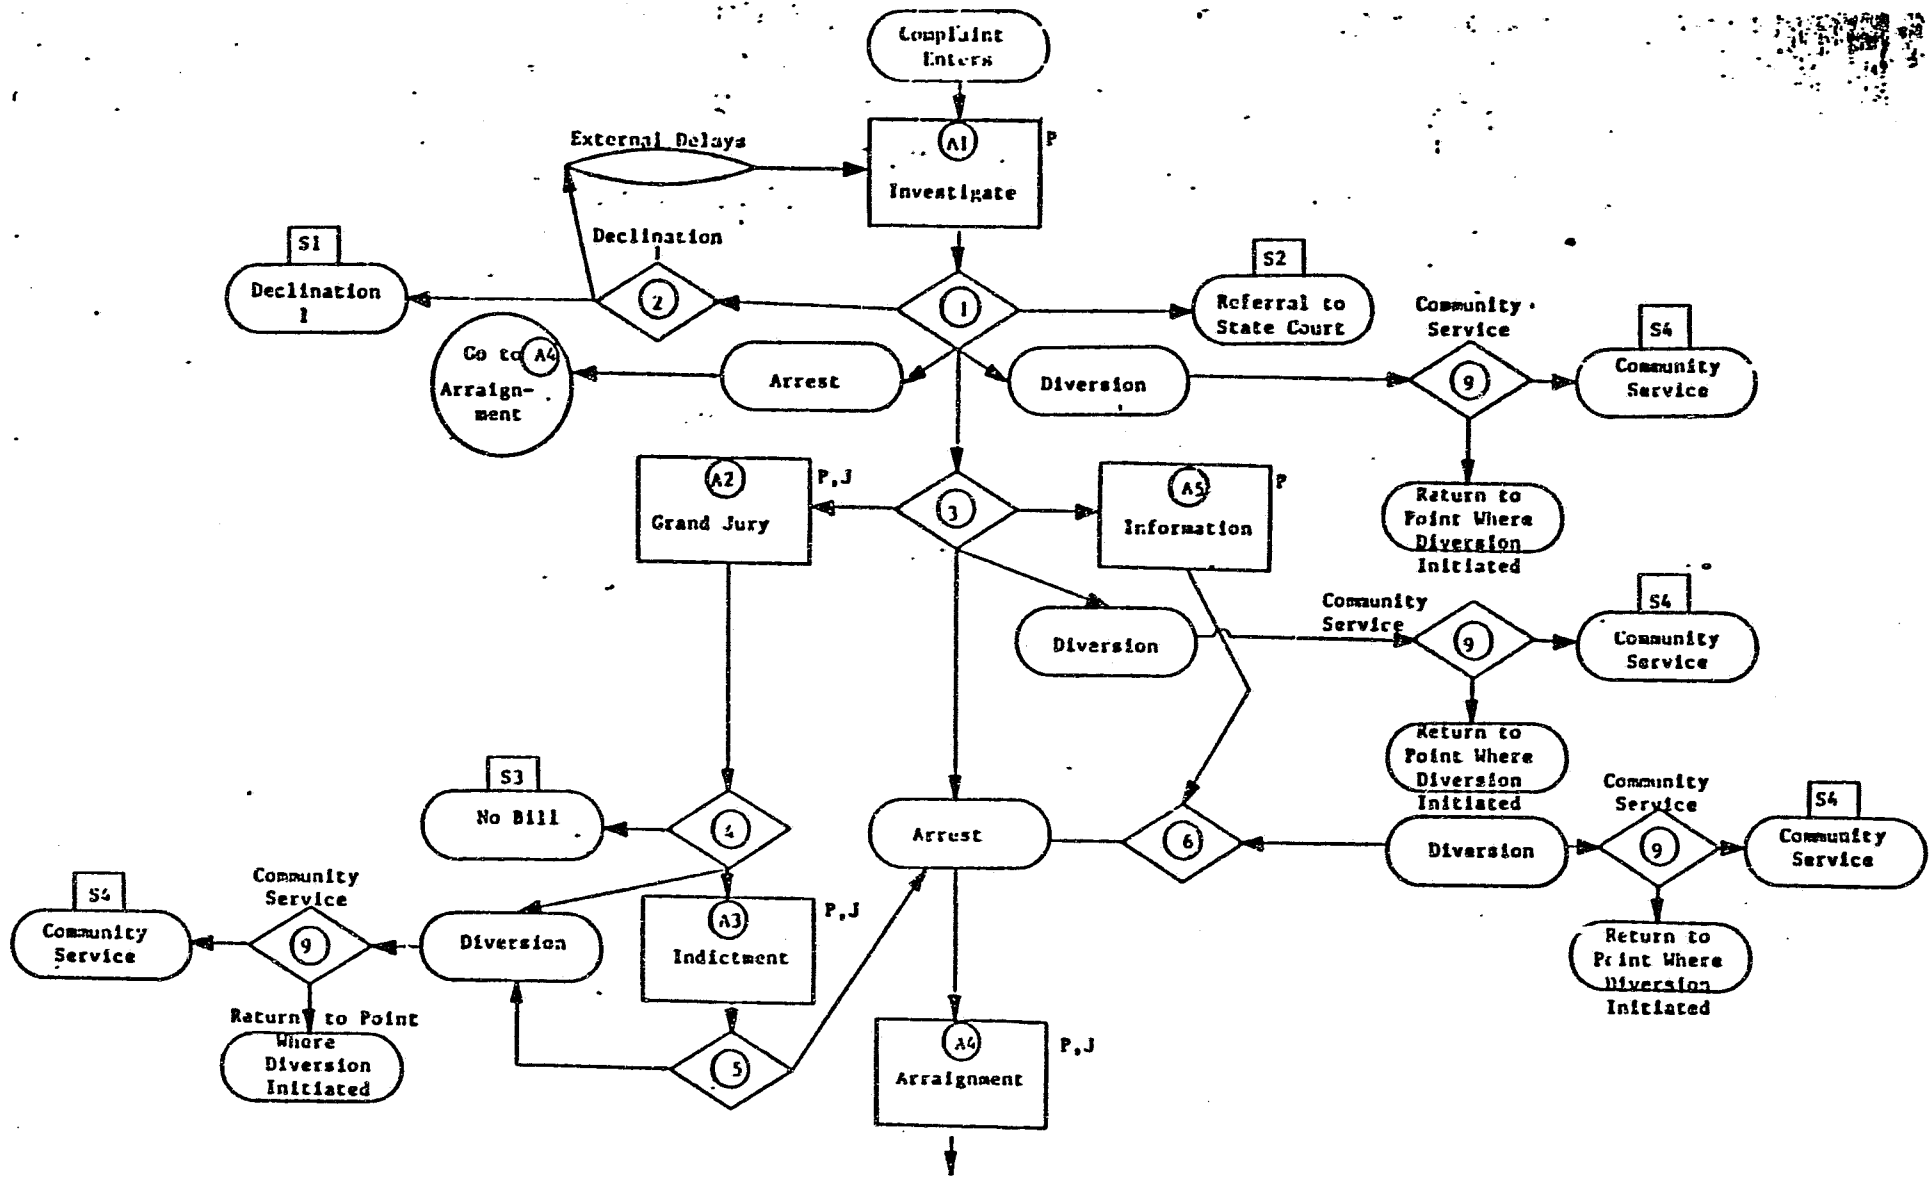 Complaint
Enters
External Delays
A1
P
Investigate
Declination
1
S1
Declination
1
2
1
S2
Referral to
State Court
Community
Service
S4
Community
Service
9
Go to A4
Arraign-
ment
Arrest
Diversion
Return to
Point Where
Diversion
Initiated
A2
P,J
Grand Jury
3
A5
P
Information
Diversion
Community
Service
9
S4
Community
Service
Return to
Point Where
Diversion
Initiated
S3
No Bill
4
Arrest
6
Diversion
Community
Service
9
S4
Community
Service
Return to
Point Where
Diversion
Initiated
S4
Community
Service
Community
Service
9
Diversion
A3
P,J
Indictment
Return to Point
Where
Diversion
Initiated
5
A4
P,J
Arraignment